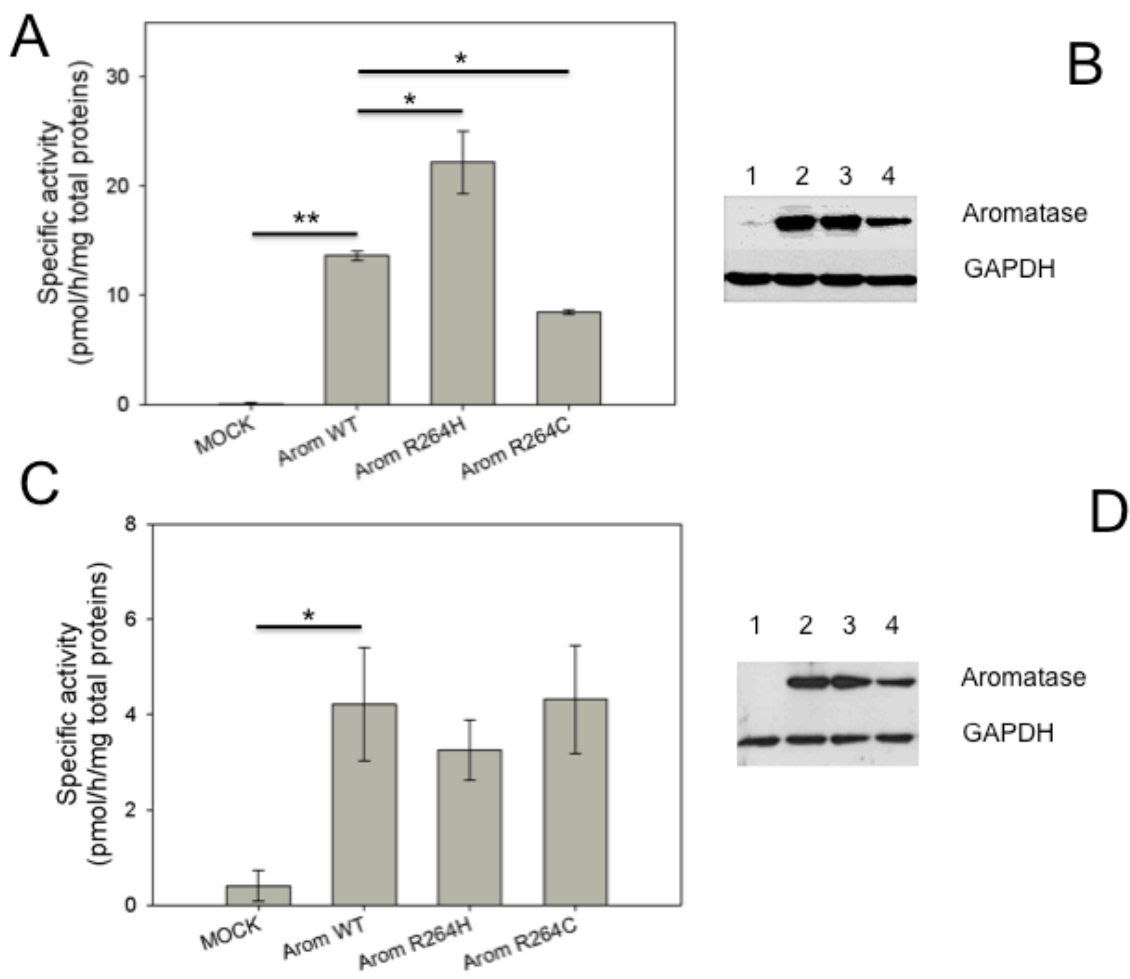 A
Specific activity
(pmol/h/mg total proteins)
30
20
10
0
*
*
**
MOCK
Arom WT
Arom R264H
Arom R264C
B
1 2 3 4
Aromatase
GAPDH
C
Specific activity
(pmol/h/mg total proteins)
8
6
4
2
0
*
MOCK
Arom WT
Arom R264H
Arom R264C
D
1 2 3 4
Aromatase
GAPDH